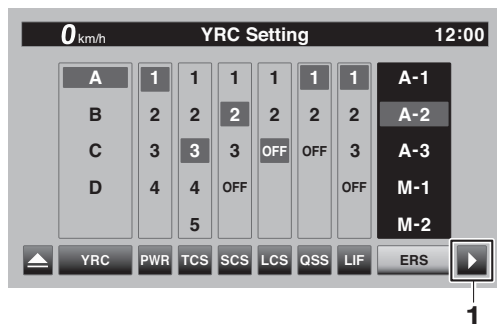 0 km/h YRC Setting 12:00
A 1 1 1 1 1 1 A-1
B 2 2 2 2 2 2 A-2
C 3 3 3 OFF OFF 3 A-3
D 4 4 OFF OFF M-1
5 M-2
YRC PWR TCS SCS LCS QSS LIF ERS
1